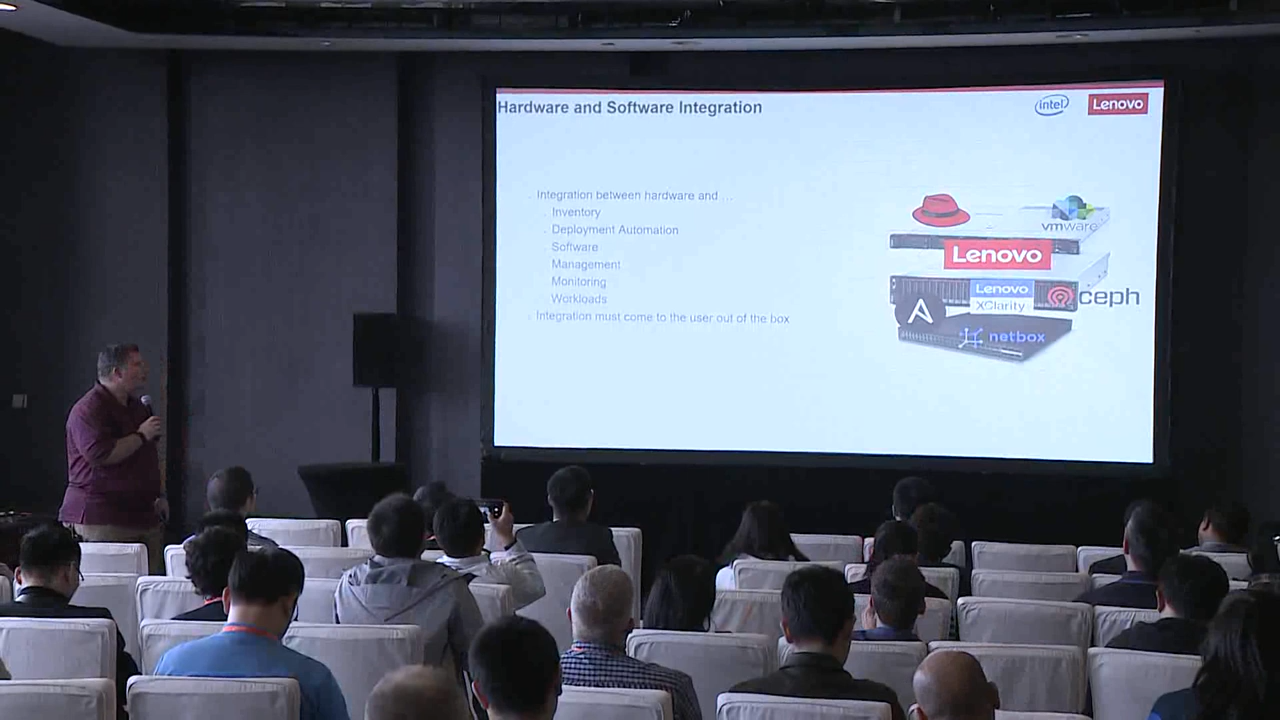 Hardware and Software Integration
intel
Lenovo
Integration between hardware and ...
Inventory
Deployment Automation
Software
Management
Monitoring
Workloads
Integration must come to the user out of the box
vmware
Lenovo
Lenovo
XClarity
ceph
netbox